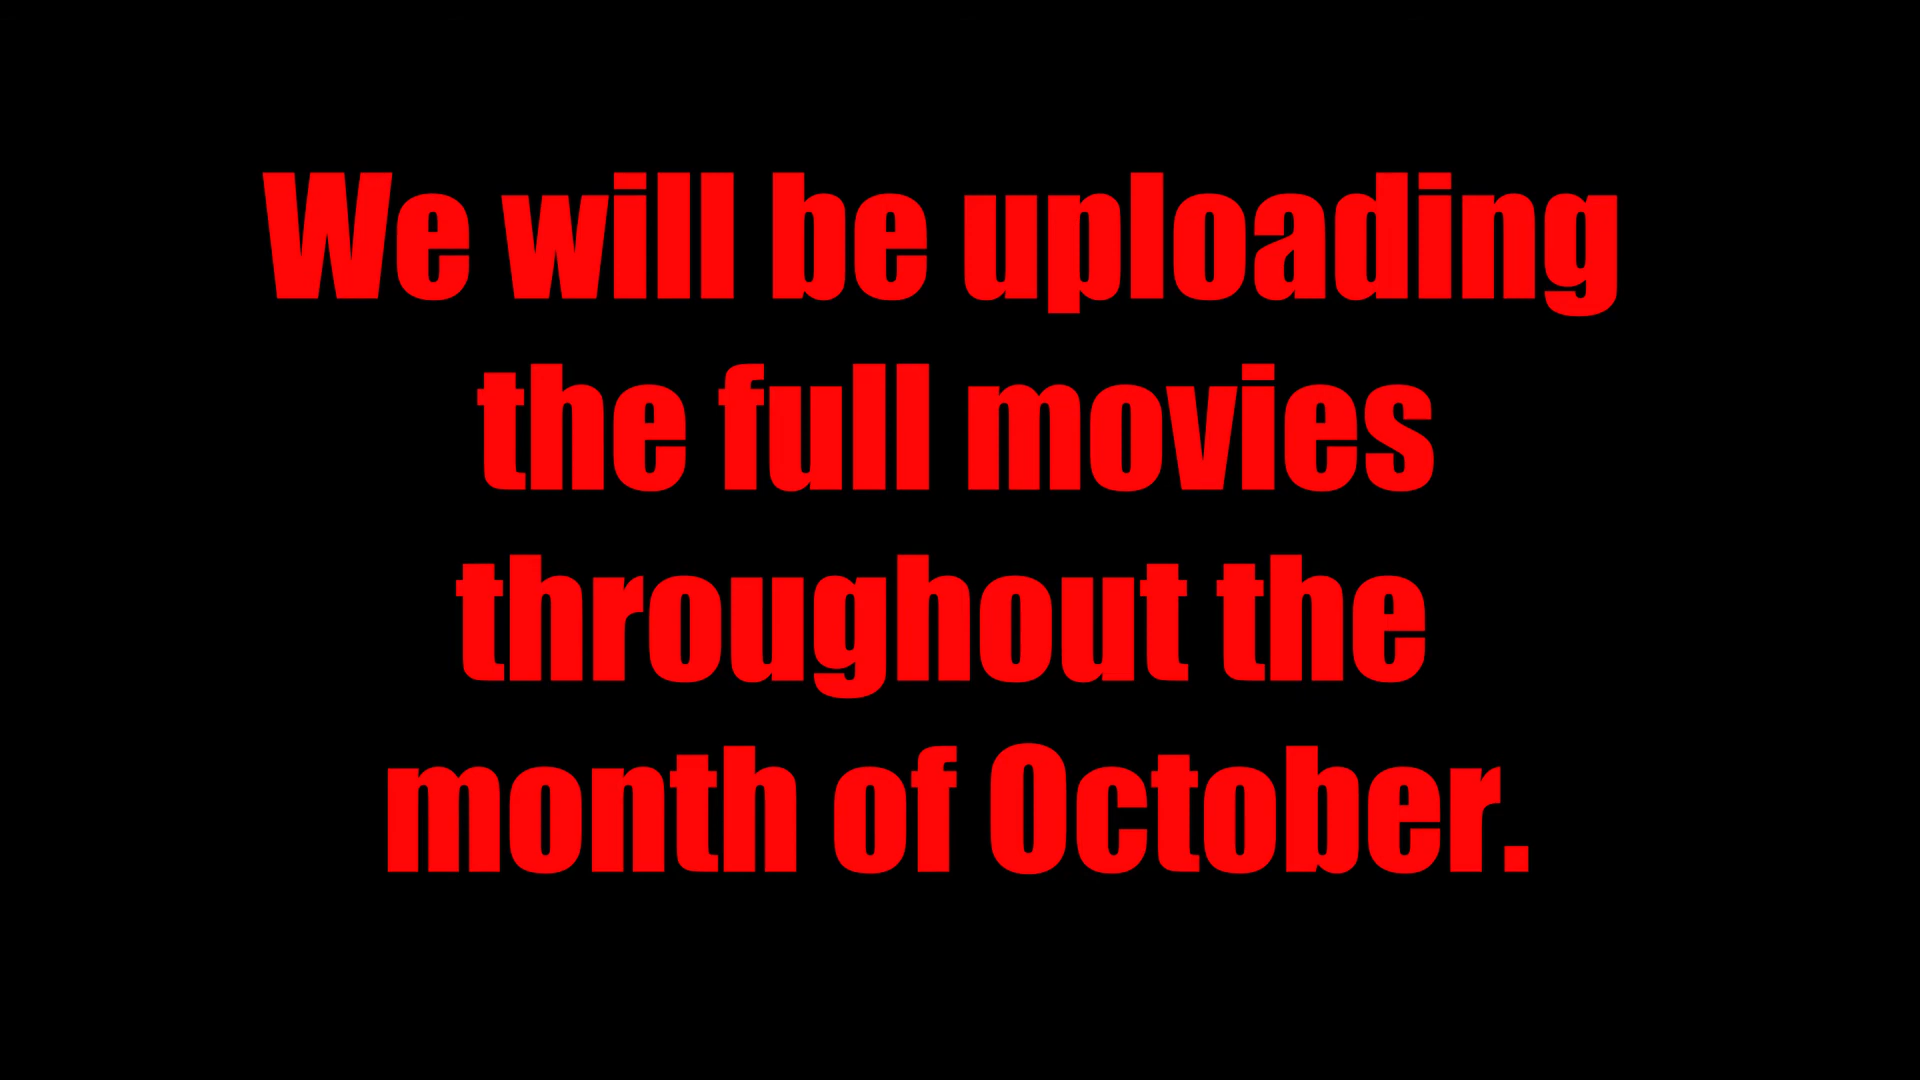 We will be uploading
the full movies
throughout the
month of October.